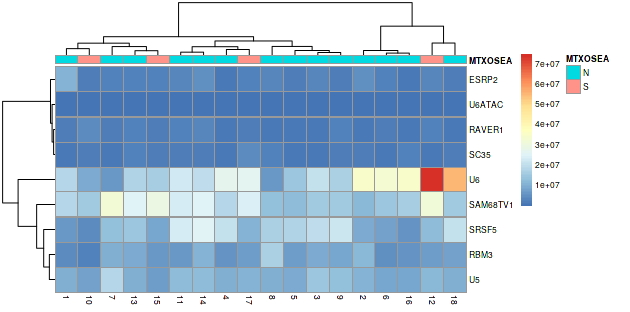 MTXOSEA
ESRP2
U6ATAC
RAVER1
SC35
U6
SAM68TV1
SRSF5
RBM3
U5
1 10 7 13 15 11 14 4 17 8 5 3 9 2 6 16 12 18
7e+07
6e+07
5e+07
4e+07
3e+07
2e+07
1e+07
MTXOSEA
N
S